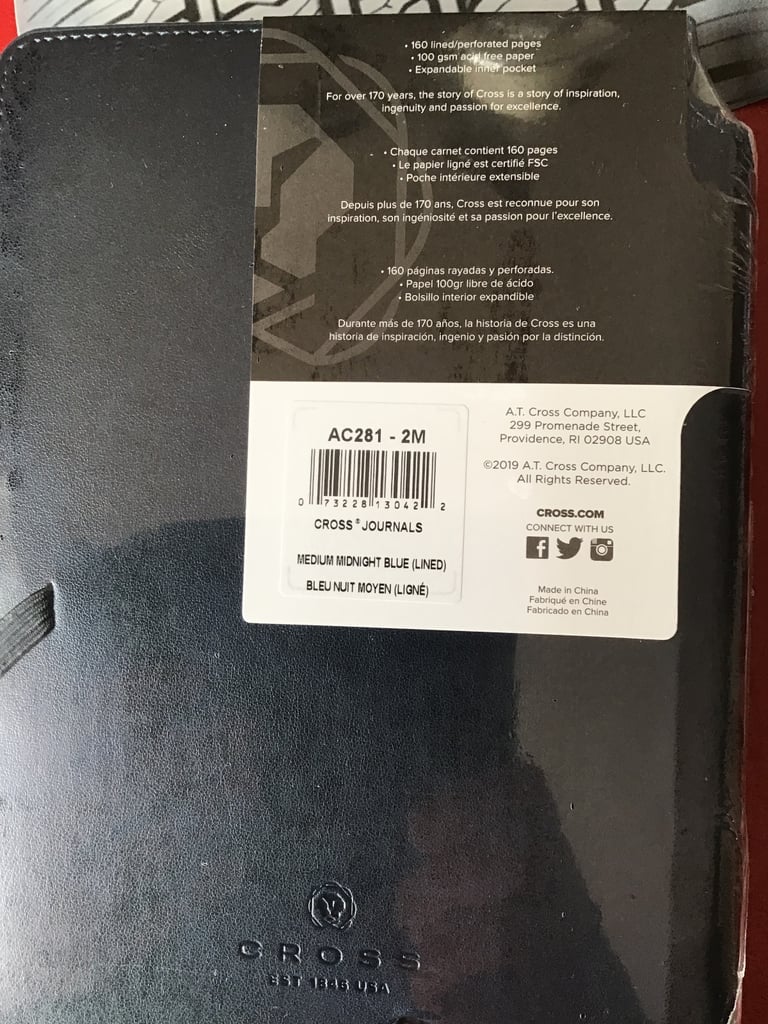 • 160 lined/perforated pages
• 100 gsm acid free paper
• Expandable inner pocket
For over 170 years, the story of Cross is a story of inspiration,
ingenuity and passion for excellence.
• Chaque carnet contient 160 pages
• Le papier ligné est certifié FSC
• Poche intérieure extensible
Depuis plus de 170 ans, Cross est reconnue pour son
inspiration, son ingéniosité et sa passion pour l'excellence.
• 160 páginas rayadas y perforadas.
• Papel 100gr libre de ácido
• Bolsillo interior expandible
Durante más de 170 años, la historia de Cross es una
historia de inspiración, ingenio y pasión por la distinción.
AC281 - 2M
0 73228 13042 2
CROSS® JOURNALS
MEDIUM MIDNIGHT BLUE (LINED)
BLEU NUIT MOYEN (LIGNÉ)
A.T. Cross Company, LLC
299 Promenade Street,
Providence, RI 02908 USA
©2019 A.T. Cross Company, LLC.
All Rights Reserved.
CROSS.COM
CONNECT WITH US
Made in China
Fabriqué en Chine
Fabricado en China
CROSS
EST 1846 USA